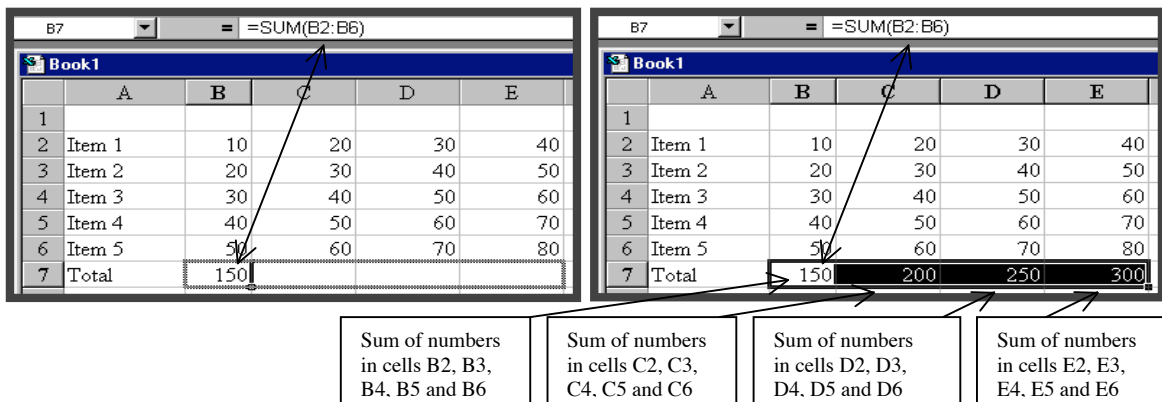 B7 = =SUM(B2:B6)
Book1
A B C D E
1
2 Item 1 10 20 30 40
3 Item 2 20 30 40 50
4 Item 3 30 40 50 60
5 Item 4 40 50 60 70
6 Item 5 50 60 70 80
7 Total 150
B7 = =SUM(B2:B6)
Book1
A B C D E
1
2 Item 1 10 20 30 40
3 Item 2 20 30 40 50
4 Item 3 30 40 50 60
5 Item 4 40 50 60 70
6 Item 5 50 60 70 80
7 Total 150 200 250 300
Sum of numbers
in cells B2, B3,
B4, B5 and B6
Sum of numbers
in cells C2, C3,
C4, C5 and C6
Sum of numbers
in cells D2, D3,
D4, D5 and D6
Sum of numbers
in cells E2, E3,
E4, E5 and E6